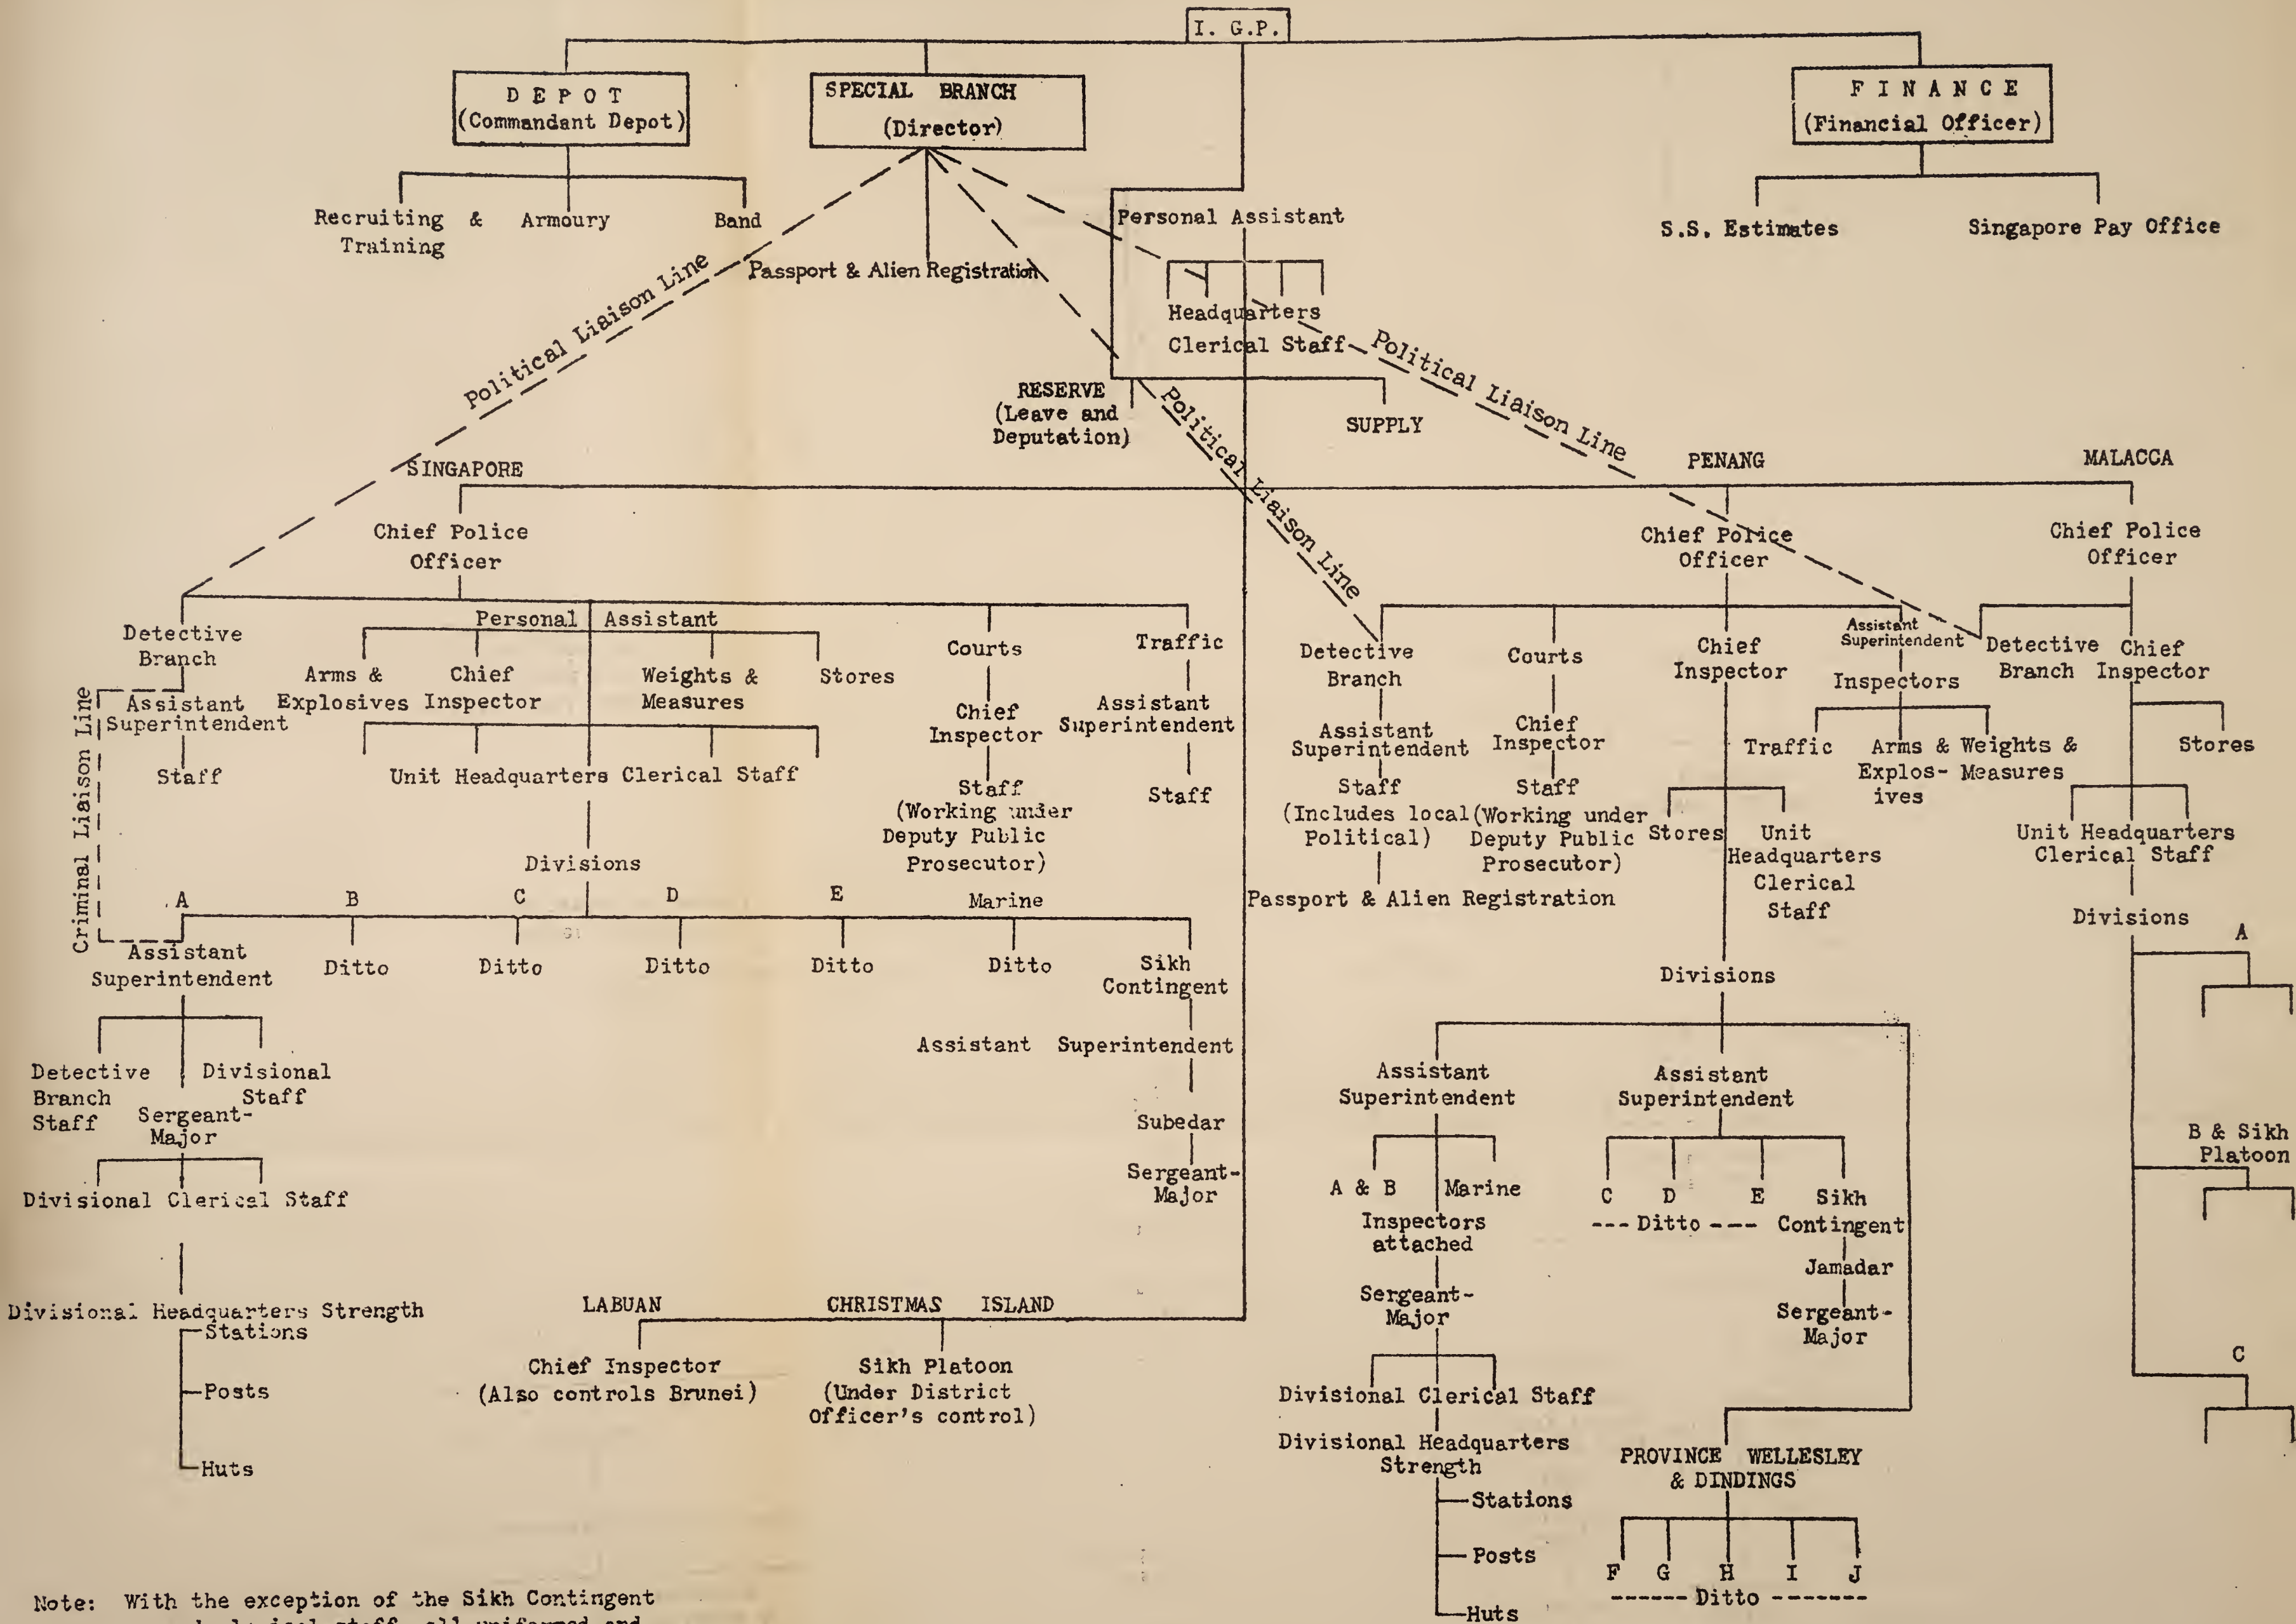 I. G.P.
D E P O T
(Commandant Depot)
SPECIAL BRANCH
(Director)
F I N A N C E
(Financial Officer)
Recruiting &
Training
Armoury
Band
Passport & Alien Registration
Personal Assistant
Headquarters
Clerical Staff
S.S. Estimates
Singapore Pay Office
Political Liaison Line
Political Liaison Line
Political Liaison Line
RESERVE
(Leave and
Deputation)
SUPPLY
SINGAPORE
PENANG
MALACCA
Chief Police
Officer
Chief Police
Officer
Chief Police
Officer
Detective
Branch
Assistant
Superintendent
Staff
Criminal Liaison Line
Personal Assistant
Arms &
Explosives
Chief
Inspector
Weights &
Measures
Stores
Unit Headquarters Clerical Staff
Courts
Chief
Inspector
Staff
(Working under
Deputy Public
Prosecutor)
Traffic
Assistant
Superintendent
Staff
Divisions
A
B
C
D
E
Marine
Assistant
Superintendent
Ditto
Ditto
Ditto
Ditto
Ditto
Sikh
Contingent
Assistant Superintendent
Subedar
Sergeant-
Major
Detective
Branch
Staff
Divisional
Staff
Sergeant-
Major
Divisional Clerical Staff
Divisional Headquarters Strength
Stations
Posts
Huts
LABUAN
CHRISTMAS ISLAND
Chief Inspector
(Also controls Brunei)
Sikh Platoon
(Under District
Officer's control)
Detective
Branch
Assistant
Superintendent
Staff
(Includes local
Political)
Passport & Alien Registration
Courts
Chief
Inspector
Staff
(Working under
Deputy Public
Prosecutor)
Chief
Inspector
Stores
Unit
Headquarters
Clerical
Staff
Assistant
Superintendent
Inspectors
Traffic
Arms &
Explos-
ives
Weights &
Measures
Divisions
Assistant
Superintendent
A & B
Marine
Inspectors
attached
Sergeant-
Major
Divisional Clerical Staff
Divisional Headquarters
Strength
Stations
Posts
Huts
Assistant
Superintendent
C
D
E
--- Ditto ---
Sikh
Contingent
Jamadar
Sergeant-
Major
PROVINCE WELLESLEY
& DINDINGS
F G H I J
------ Ditto -------
Detective
Branch
Chief
Inspector
Stores
Unit Headquarters
Clerical Staff
Divisions
A
B & Sikh
Platoon
C
Note: With the exception of the Sikh Contingent
clerical staff, all uniformed and